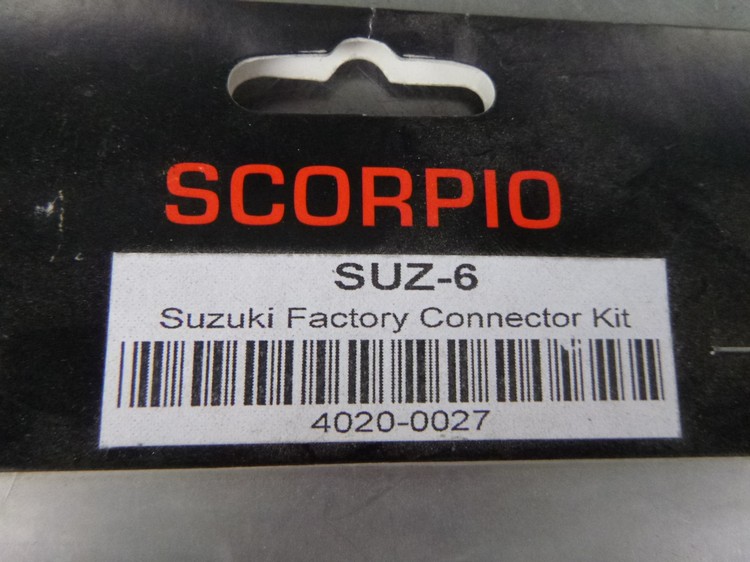 SCORPIO
SUZ-6
Suzuki Factory Connector Kit
4020-0027